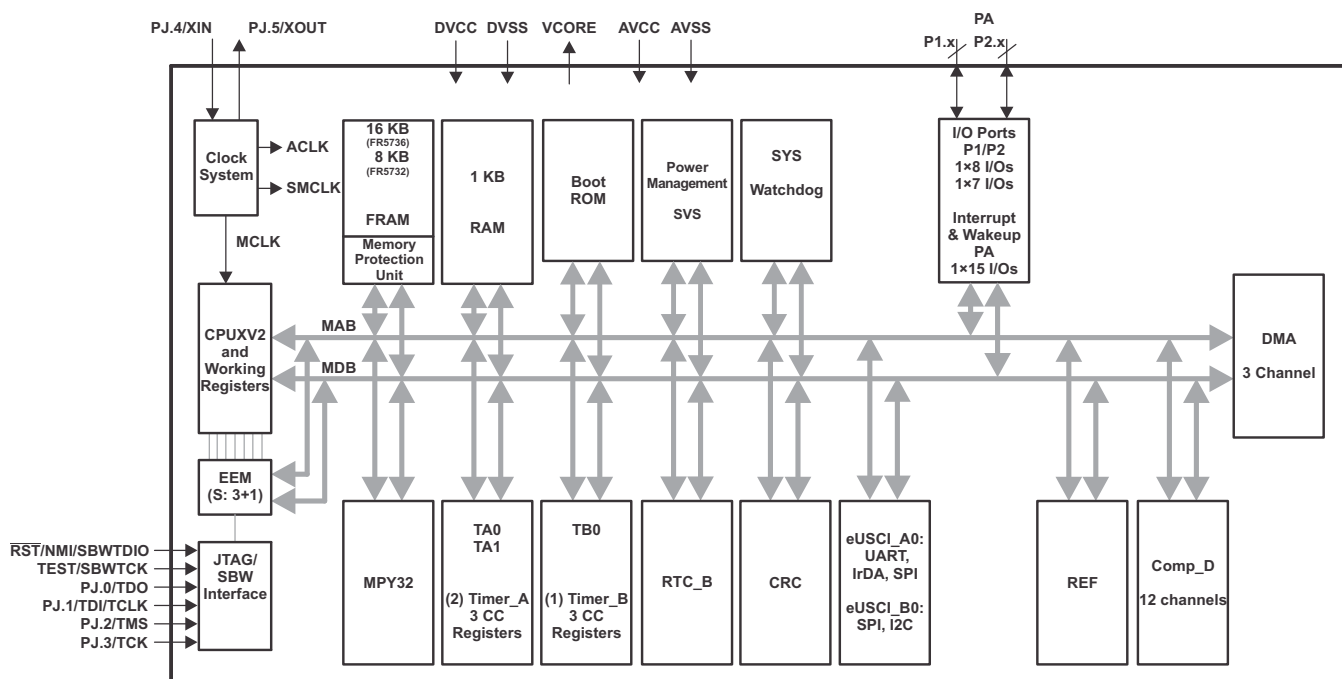 PJ.4/XIN
PJ.5/XOUT
DVCC
DVSS
VCORE
AVCC
AVSS
PA
P1.x
P2.x
Clock
System
ACLK
SMCLK
MCLK
16 KB
(FR5736)
8 KB
(FR5732)
FRAM
Memory
Protection
Unit
1 KB
RAM
Boot
ROM
Power
Management
SVS
SYS
Watchdog
I/O Ports
P1/P2
1×8 I/Os
1×7 I/Os
Interrupt
& Wakeup
PA
1×15 I/Os
CPUXV2
and
Working
Registers
MAB
MDB
DMA
3 Channel
EEM
(S: 3+1)
RST/NMI/SBWTDIO
TEST/SBWTCK
PJ.0/TDO
PJ.1/TDI/TCLK
PJ.2/TMS
PJ.3/TCK
JTAG/
SBW
Interface
MPY32
TA0
TA1
(2) Timer_A
3 CC
Registers
TB0
(1) Timer_B
3 CC
Registers
RTC_B
CRC
eUSCI_A0:
UART,
IrDA, SPI
eUSCI_B0:
SPI, I2C
REF
Comp_D
12 channels